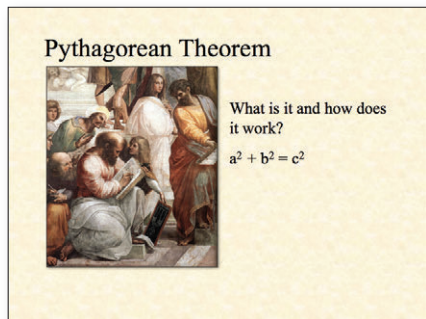 Pythagorean Theorem
What is it and how does
it work?
a² + b² = c²